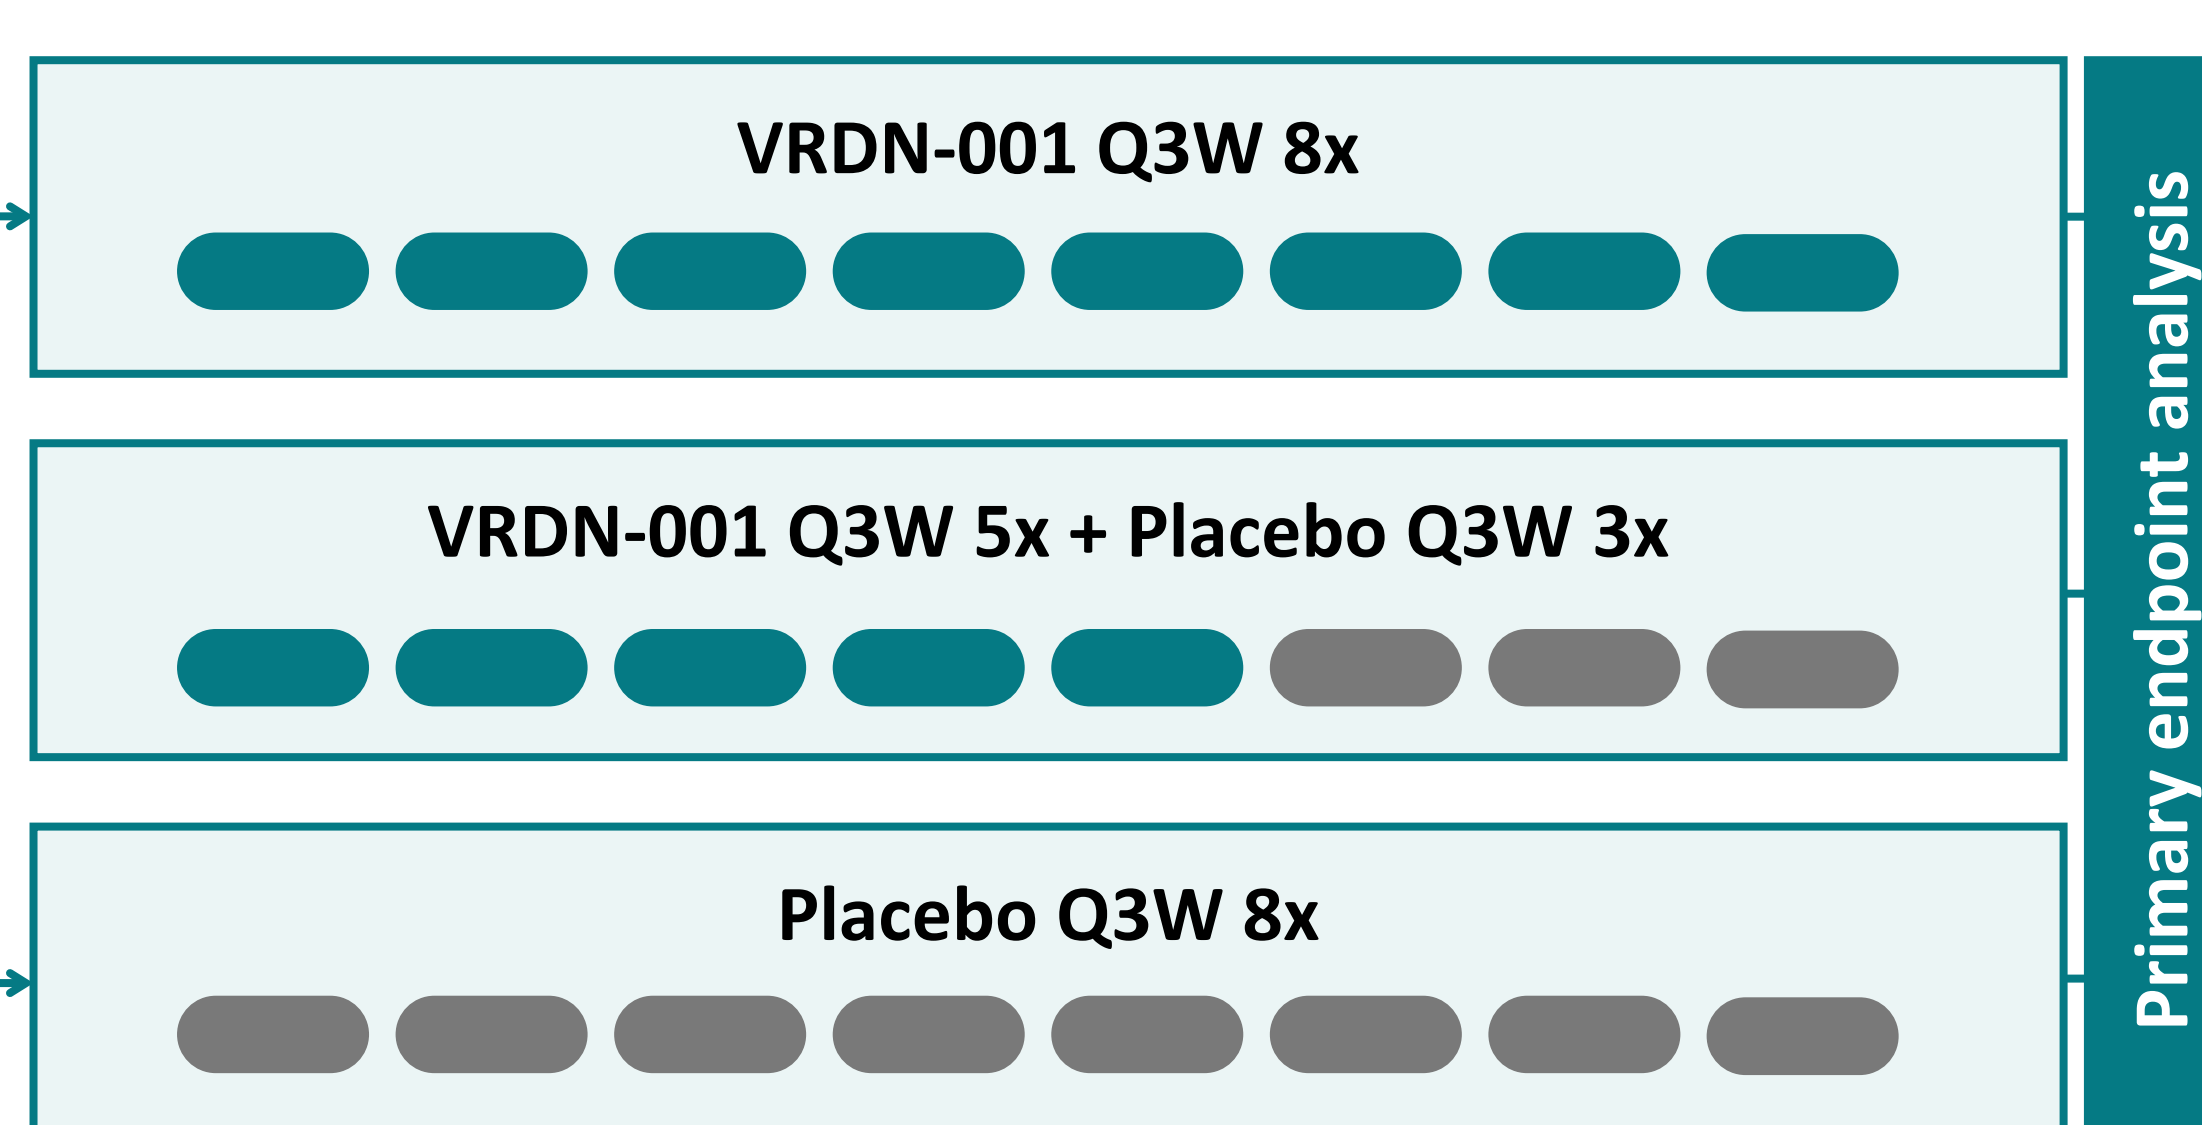 VRDN-001 Q3W 8x
VRDN-001 Q3W 5x + Placebo Q3W 3x
Placebo Q3W 8x
Primary endpoint analysis